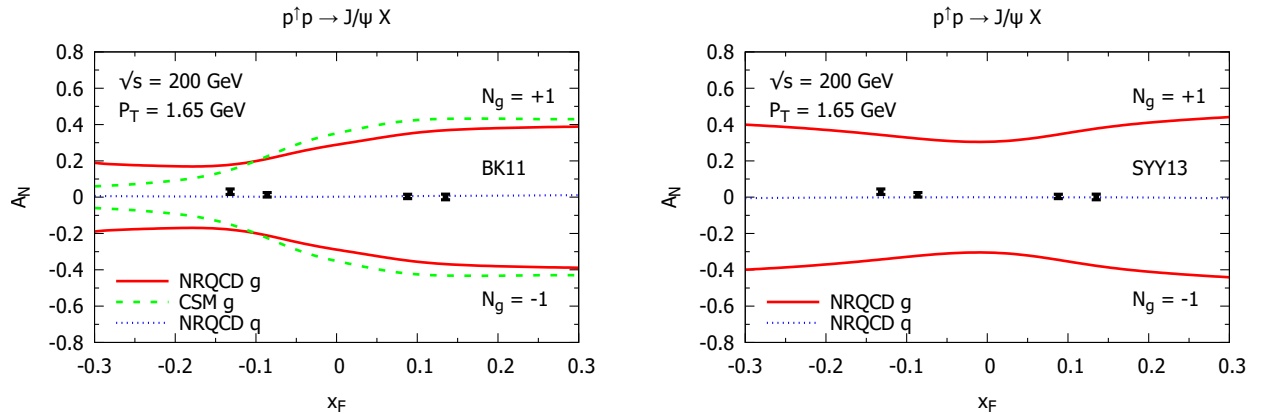 p↑p → J/ψ X
0.8
0.6
0.4
0.2
0
-0.2
-0.4
-0.6
-0.8
A_N
√s = 200 GeV
P_T = 1.65 GeV
N_g = +1
BK11
N_g = -1
NRQCD g
CSM g
NRQCD q
-0.3 -0.2 -0.1 0 0.1 0.2 0.3
x_F
p↑p → J/ψ X
0.8
0.6
0.4
0.2
0
-0.2
-0.4
-0.6
-0.8
A_N
√s = 200 GeV
P_T = 1.65 GeV
N_g = +1
SYY13
N_g = -1
NRQCD g
NRQCD q
-0.3 -0.2 -0.1 0 0.1 0.2 0.3
x_F